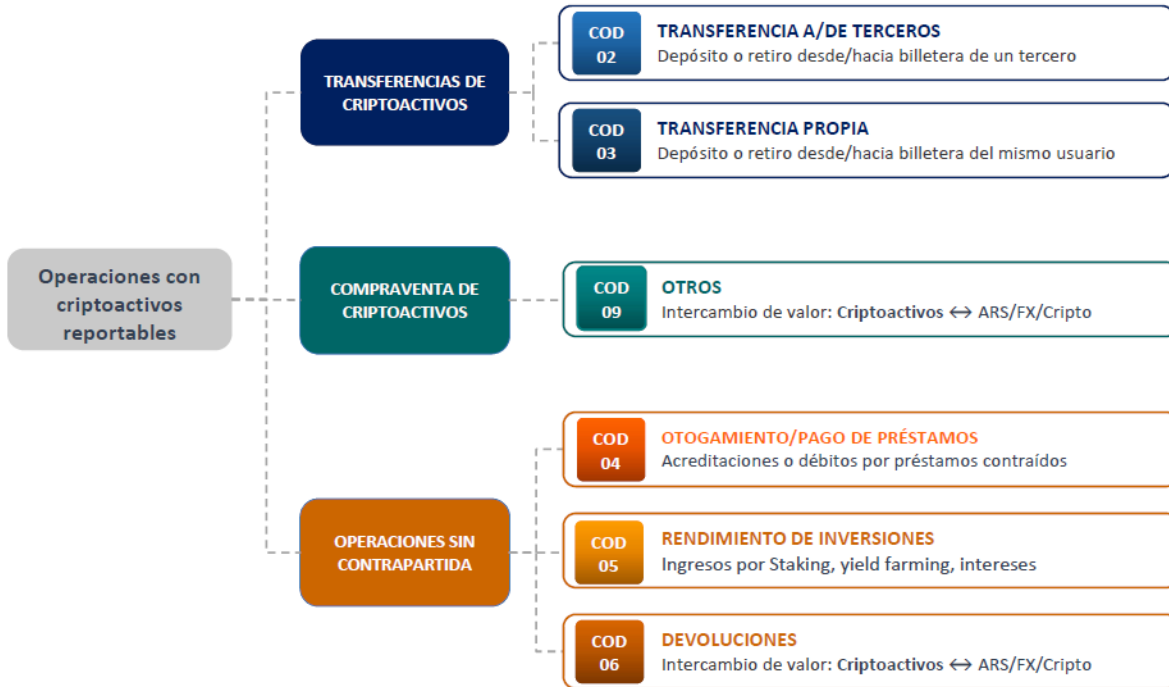 Operaciones con
criptoactivos
reportables
TRANSFERENCIAS DE
CRIPTOACTIVOS
COD
02
TRANSFERENCIA A/DE TERCEROS
Depósito o retiro desde/hacia billetera de un tercero
COD
03
TRANSFERENCIA PROPIA
Depósito o retiro desde/hacia billetera del mismo usuario
COMPRAVENTA DE
CRIPTOACTIVOS
COD
09
OTROS
Intercambio de valor: Criptoactivos ↔ ARS/FX/Cripto
OPERACIONES SIN
CONTRAPARTIDA
COD
04
OTOGAMIENTO/PAGO DE PRÉSTAMOS
Acreditaciones o débitos por préstamos contraídos
COD
05
RENDIMIENTO DE INVERSIONES
Ingresos por Staking, yield farming, intereses
COD
06
DEVOLUCIONES
Intercambio de valor: Criptoactivos ↔ ARS/FX/Cripto